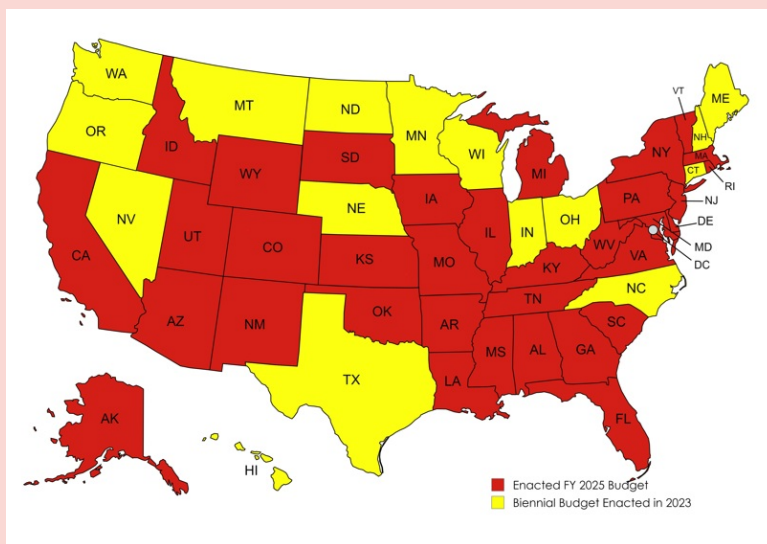 WA
OR
CA
NV
ID
MT
WY
UT
AZ
CO
NM
ND
SD
NE
KS
OK
TX
MN
IA
MO
AR
LA
WI
IL
MI
IN
OH
KY
TN
MS
AL
GA
FL
SC
NC
VA
WV
PA
NY
VT
NH
ME
MA
CT
RI
NJ
DE
MD
DC
AK
HI
Enacted FY 2025 Budget
Biennial Budget Enacted in 2023